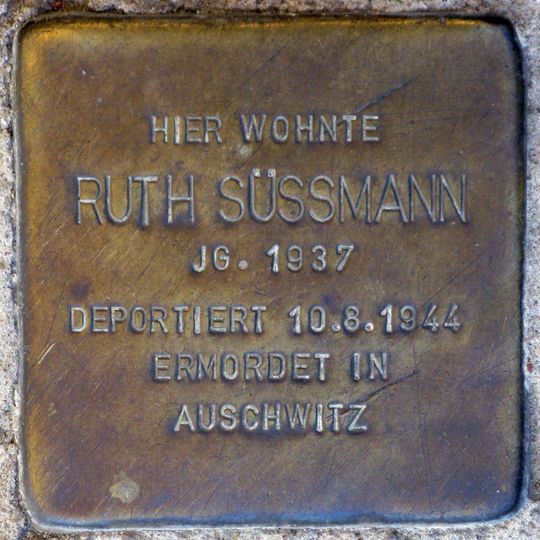 HIER WOHNTE
RUTH SÜSSMANN
JG. 1937
DEPORTIERT 10.8.1944
ERMORDET IN
AUSCHWITZ